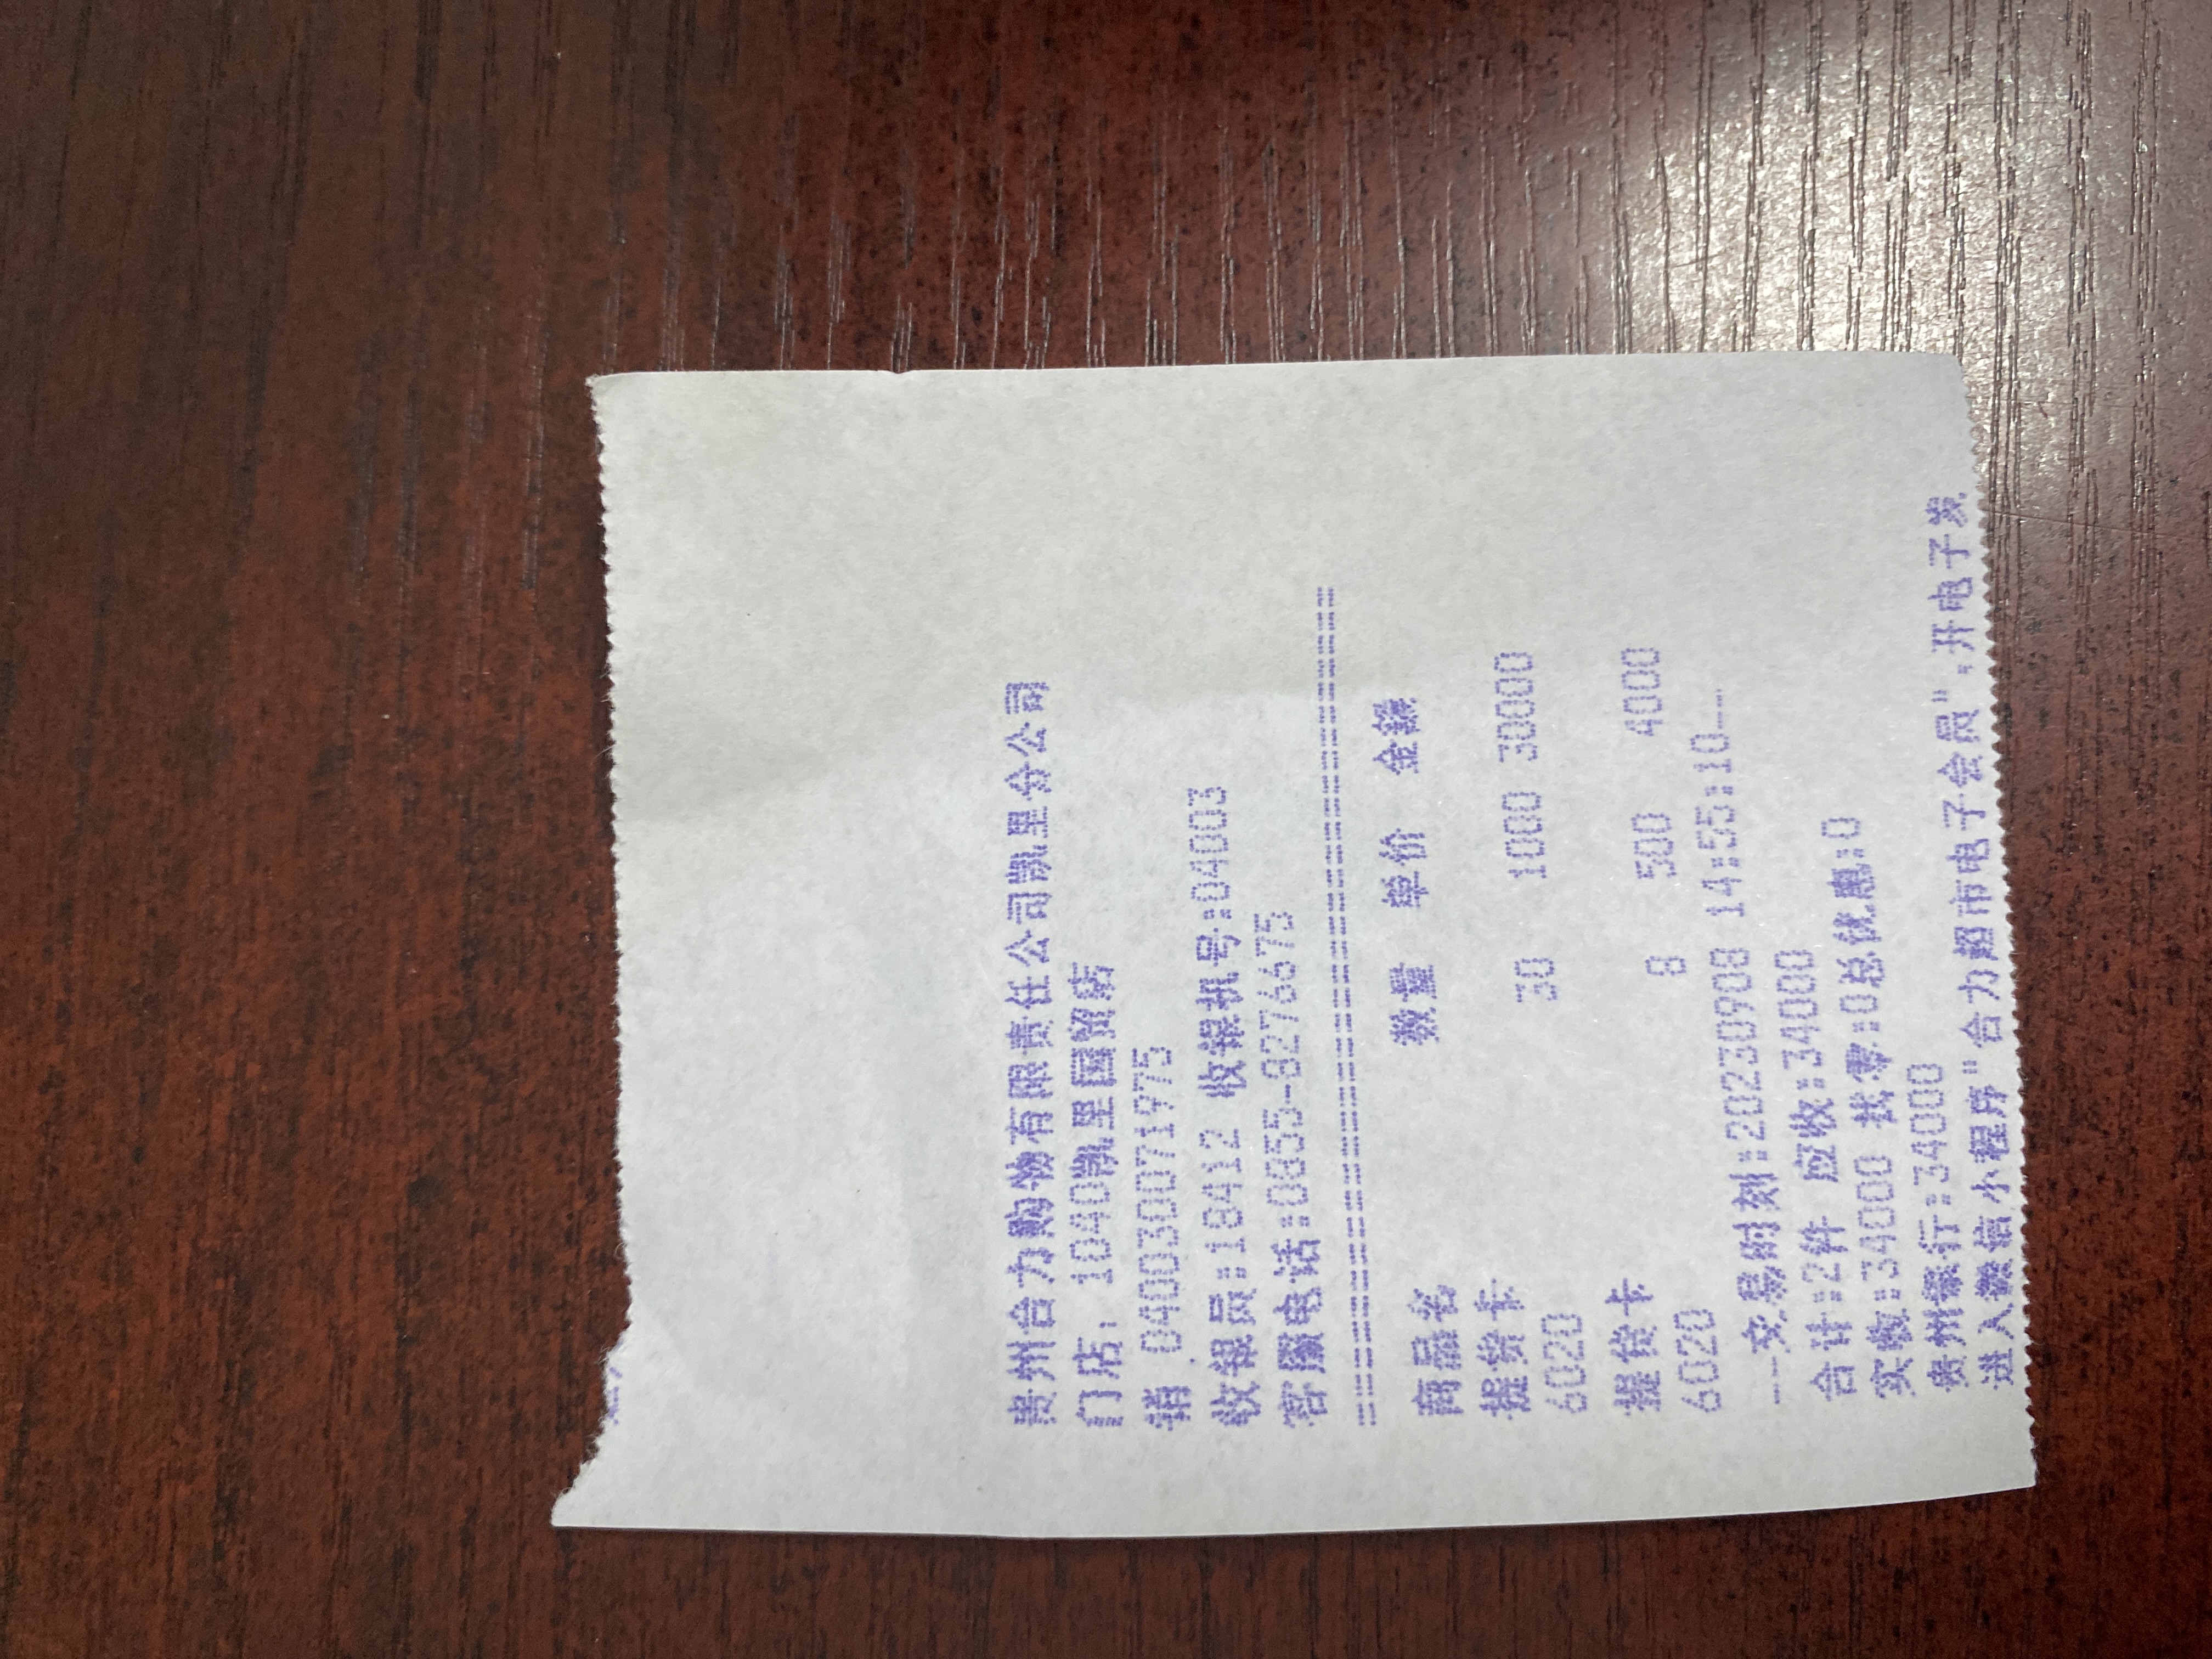 贵州合力购物有限责任公司凯里分公司
门店: 1040凯里国贸店
销 040030071975
收银员:18412 收银机号:04003
客服电话:0855-8276675
========================================
商品名 数量 单价 金额
提货卡 30 1000 30000
6020
提货卡 8 500 4000
6020
--交易时刻:20230908 14:55:10--
合计:2件 应收:34000
实收:34000 找零:0总优惠:0
贵州银行:34000
进入微信小程序"合力超市电子会员",开电子发